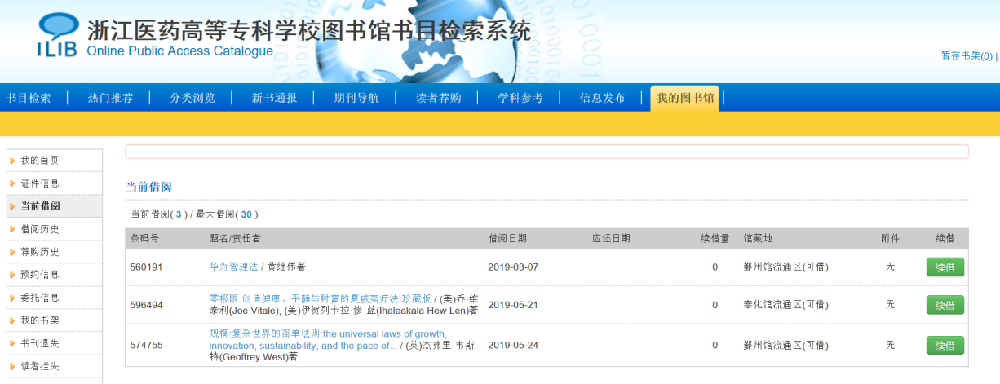 浙江医药高等专科学校图书馆书目检索系统
ILIB
Online Public Access Catalogue
暂存书架(0) |
书目检索 | 热门推荐 | 分类浏览 | 新书通报 | 期刊导航 | 读者荐购 | 学科参考 | 信息发布 | 我的图书馆 |
我的首页
证件信息
当前借阅
借阅历史
荐购历史
预约信息
委托信息
我的书架
书刊遗失
读者挂失
当前借阅
当前借阅( 3 ) / 最大借阅( 30 )
条码号 题名/责任者 借阅日期 应还日期 续借量 馆藏地 附件 续借
560191 华为管理法 / 黄继伟著 2019-03-07 0 鄞州馆流通区(可借) 无 续借
596494 零极限:创造健康、平静与财富的夏威夷疗法:珍藏版 / (美)乔·维
泰利(Joe Vitale), (美)伊贺列卡拉·修·蓝(Ihaleakala Hew Len)著 2019-05-21 0 奉化馆流通区(可借) 无 续借
574755 规模:复杂世界的简单法则:the universal laws of growth,
innovation, sustainability, and the pace of... / (英)杰弗里·韦斯
特(Geoffrey West)著 2019-05-24 0 鄞州馆流通区(可借) 无 续借